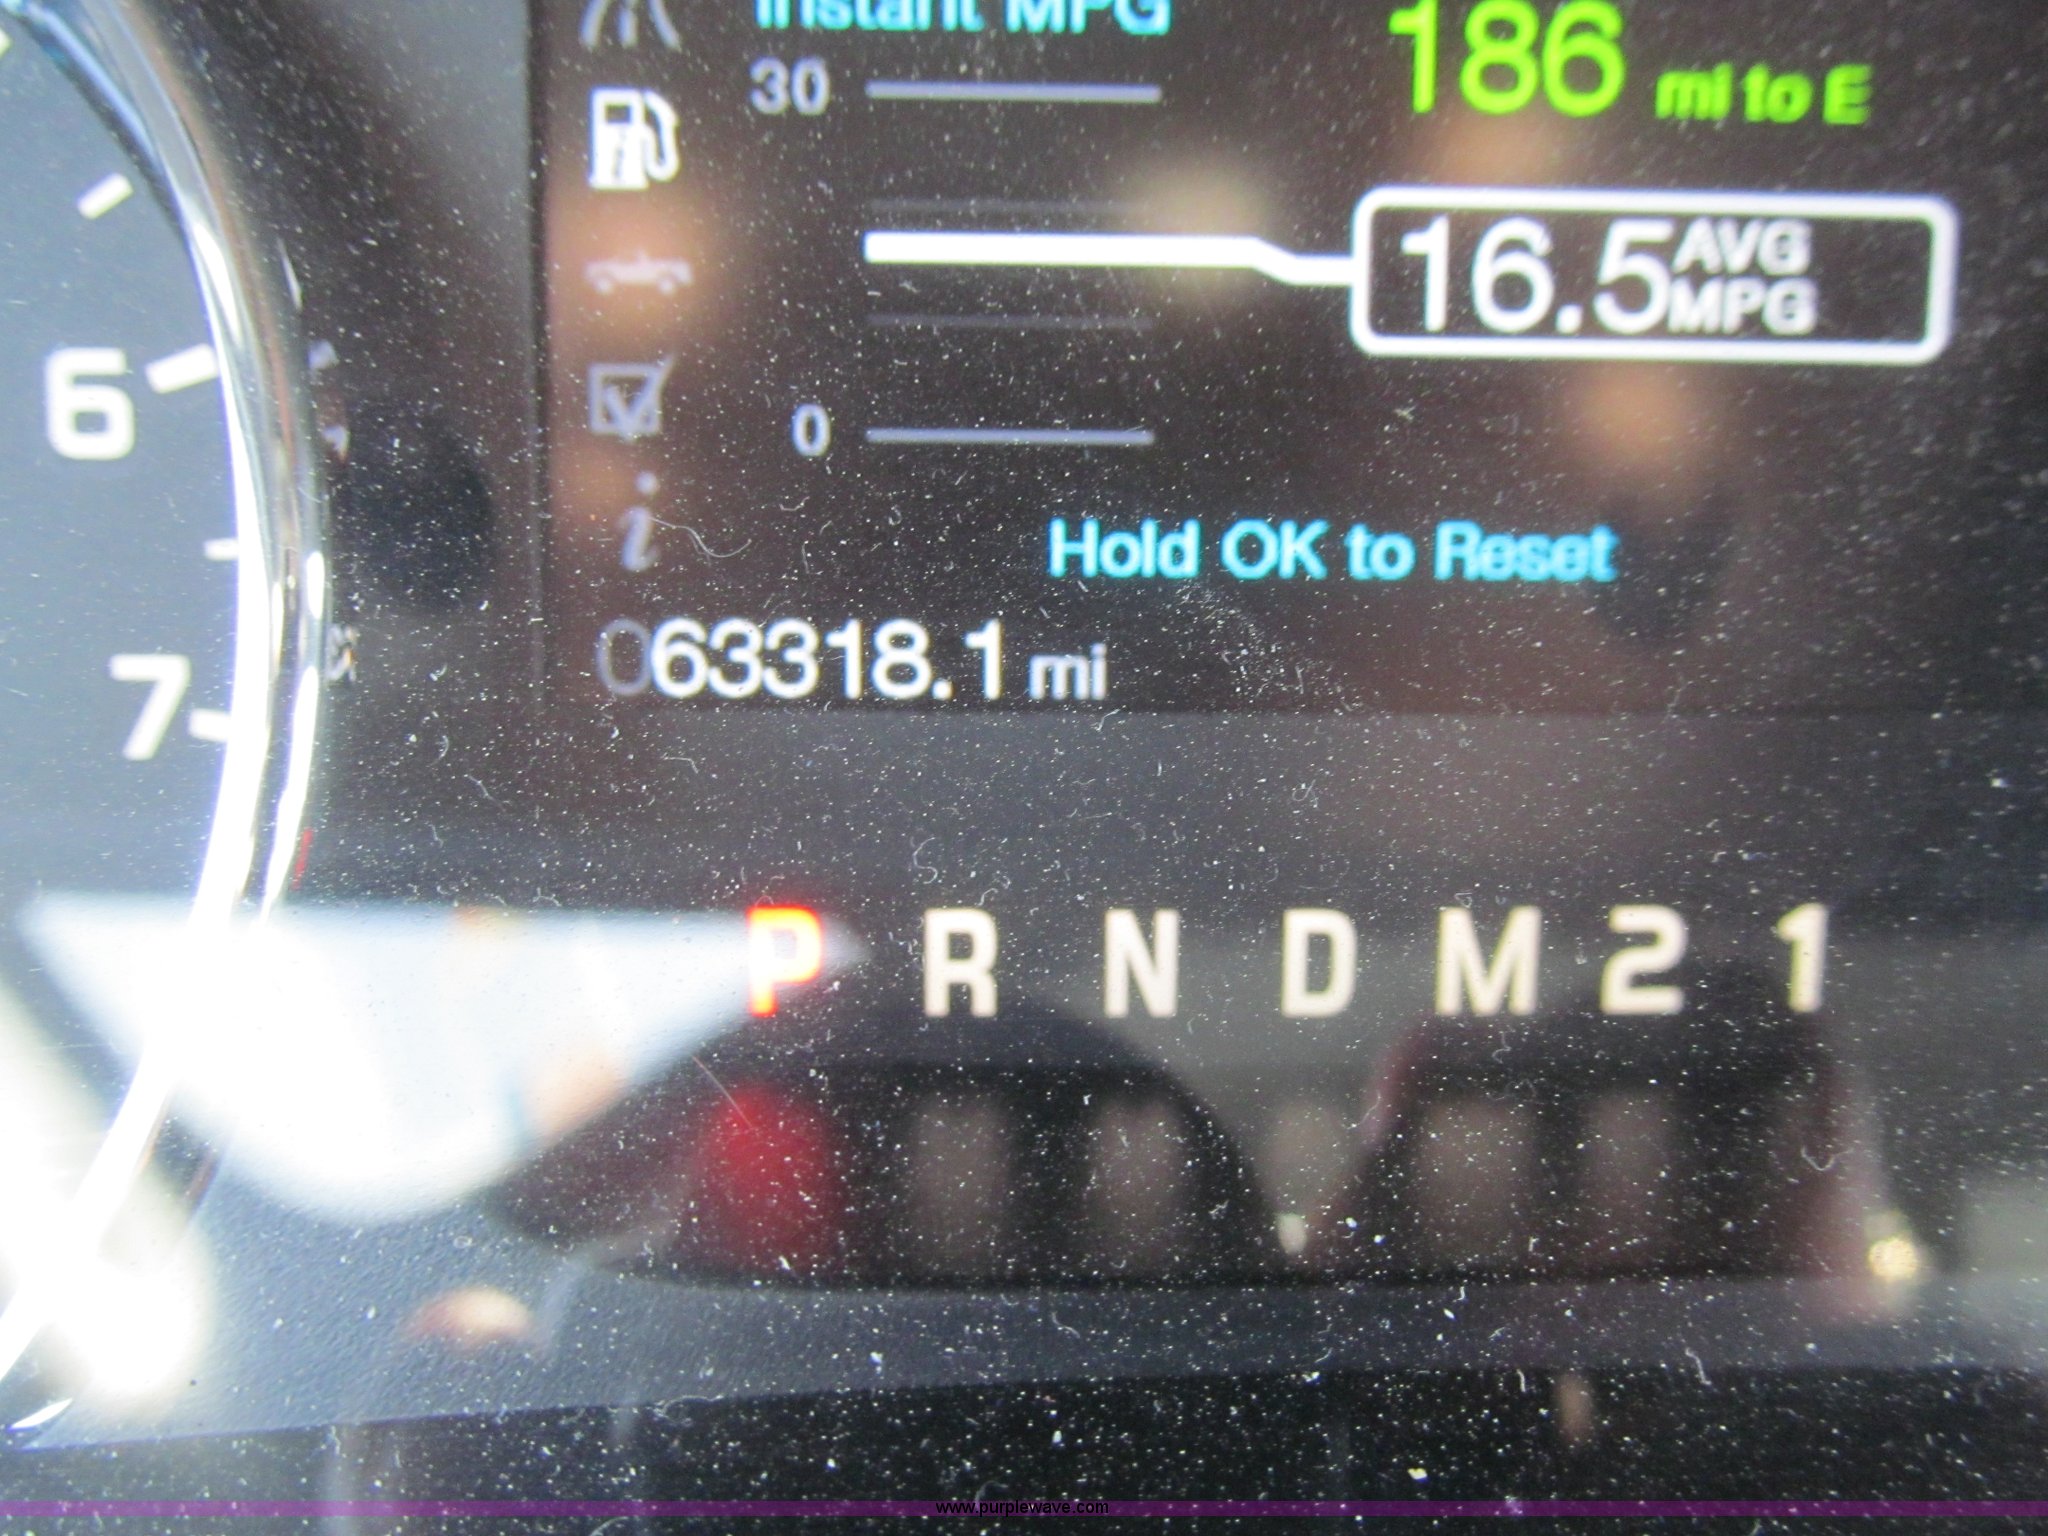 Instant MPG
186 mi to E
30
16.5 AVG MPG
6
0
Hold OK to Reset
063318.1 mi
7
P R N D M 2 1
www.purplewave.com